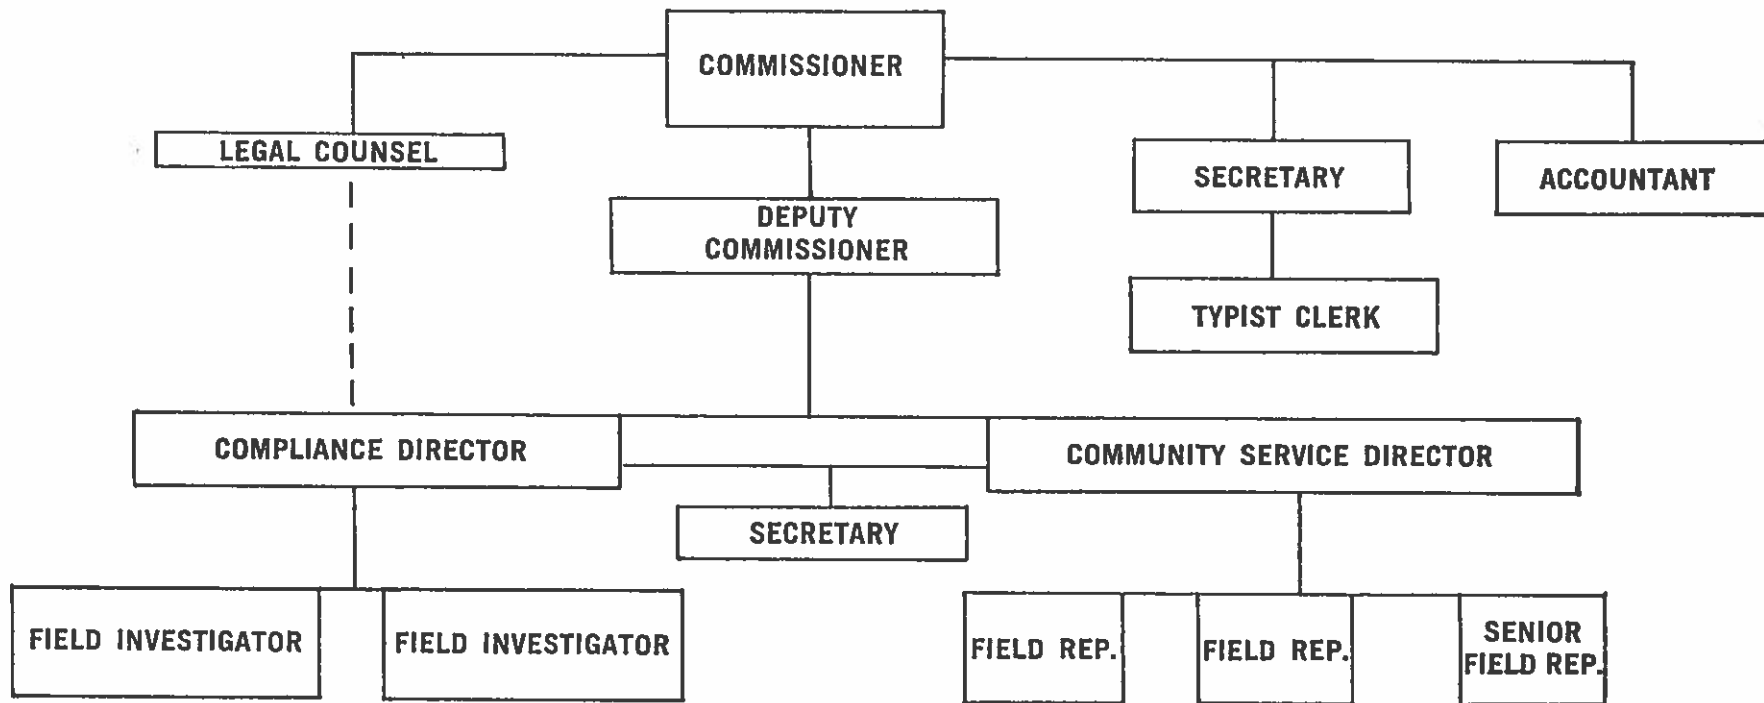 COMMISSIONER
LEGAL COUNSEL
SECRETARY
ACCOUNTANT
DEPUTY
COMMISSIONER
TYPIST CLERK
COMPLIANCE DIRECTOR
COMMUNITY SERVICE DIRECTOR
SECRETARY
FIELD INVESTIGATOR
FIELD INVESTIGATOR
FIELD REP.
FIELD REP.
SENIOR
FIELD REP.